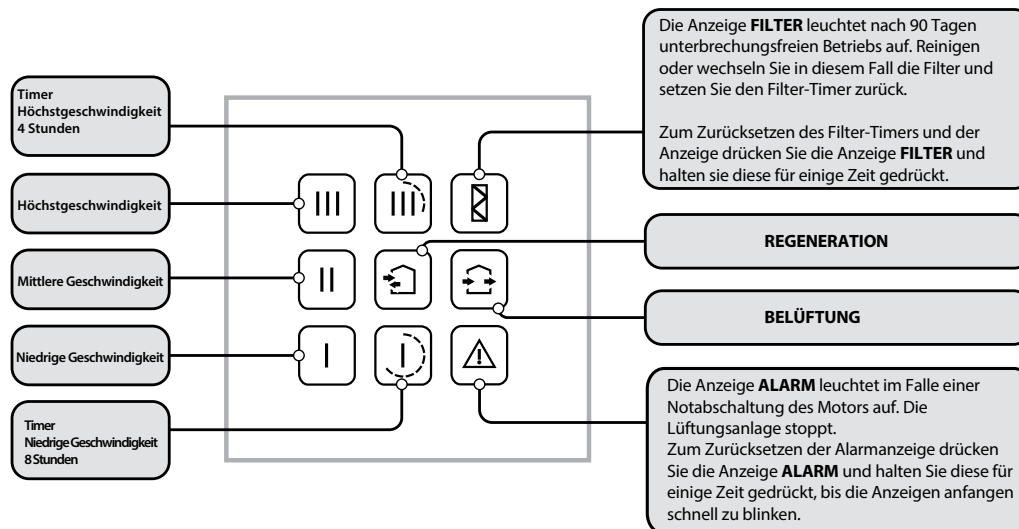 Timer
Höchstgeschwindigkeit
4 Stunden
Höchstgeschwindigkeit
Mittlere Geschwindigkeit
Niedrige Geschwindigkeit
Timer
Niedrige Geschwindigkeit
8 Stunden
III
III
II
I
I
Die Anzeige FILTER leuchtet nach 90 Tagen
unterbrechungsfreien Betriebs auf. Reinigen
oder wechseln Sie in diesem Fall die Filter und
setzen Sie den Filter-Timer zurück.
Zum Zurücksetzen des Filter-Timers und der
Anzeige drücken Sie die Anzeige FILTER und
halten sie diese für einige Zeit gedrückt.
REGENERATION
BELÜFTUNG
Die Anzeige ALARM leuchtet im Falle einer
Notabschaltung des Motors auf. Die
Lüftungsanlage stoppt.
Zum Zurücksetzen der Alarmanzeige drücken
Sie die Anzeige ALARM und halten Sie diese für
einige Zeit gedrückt, bis die Anzeigen anfangen
schnell zu blinken.